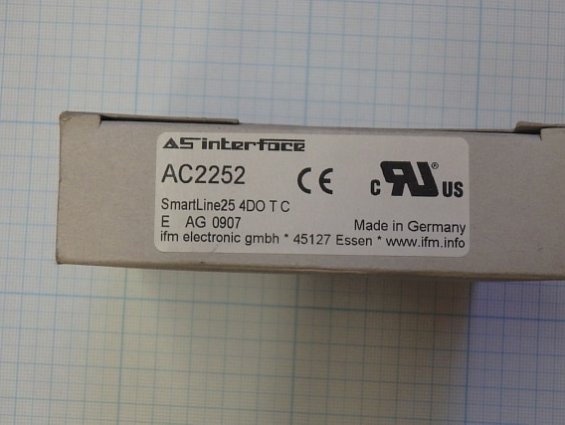 AS interface
AC2252
CE
c RU ® US
SmartLine25 4DO T C
E AG 0907
Made in Germany
ifm electronic gmbh * 45127 Essen * www.ifm.info